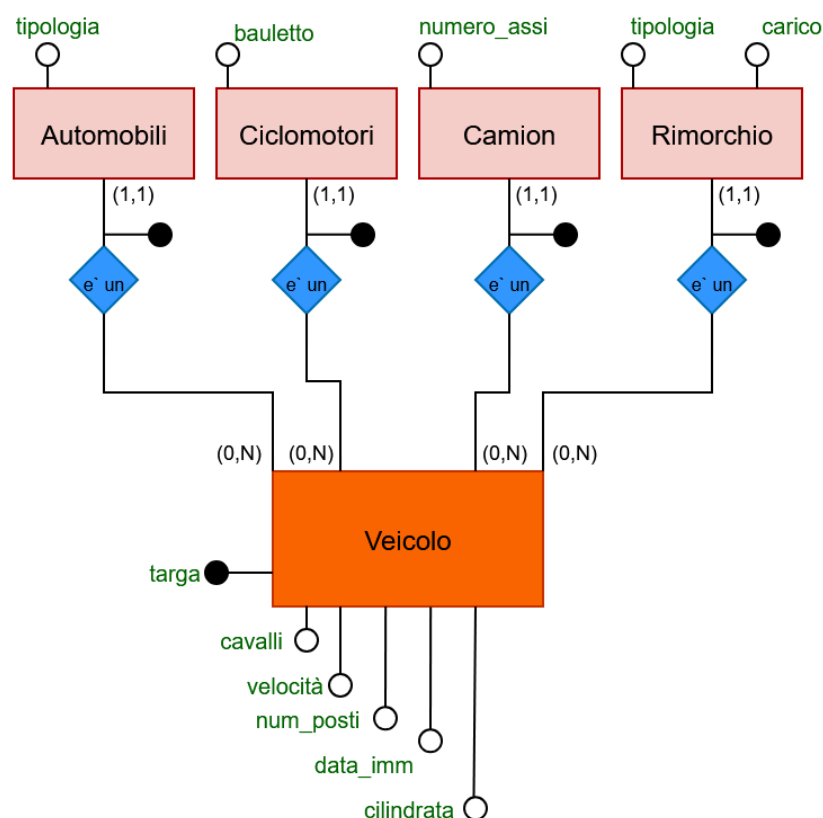 tipologia
bauletto
numero_assi
tipologia
carico
Automobili
Ciclomotori
Camion
Rimorchio
(1,1)
(1,1)
(1,1)
(1,1)
e` un
e` un
e` un
e` un
(0,N)
(0,N)
(0,N)
(0,N)
Veicolo
targa
cavalli
velocità
num_posti
data_imm
cilindrata